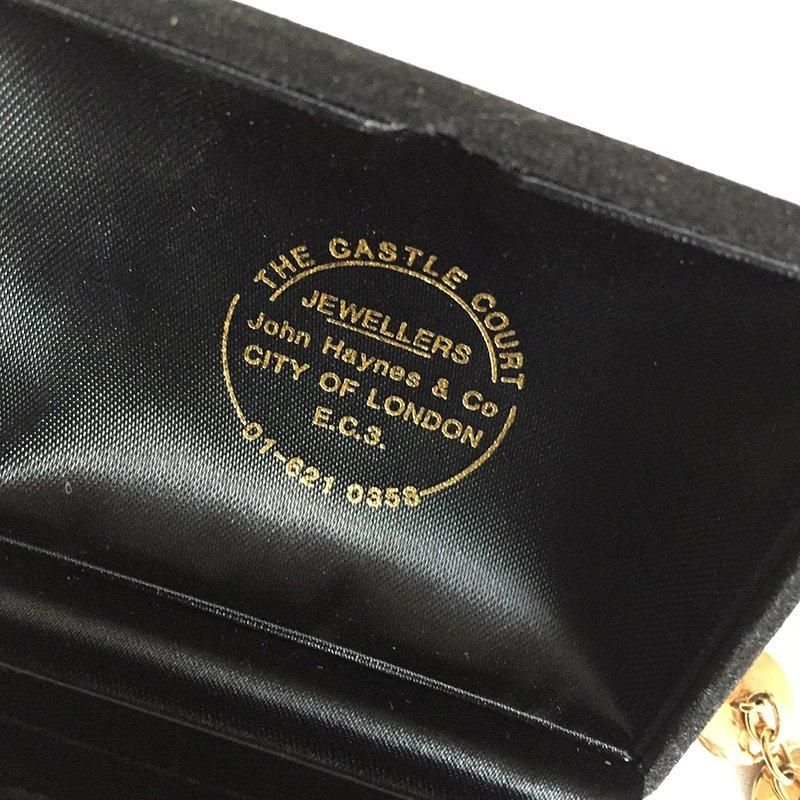 THE CASTLE COURT
JEWELLERS
John Haynes & Co
CITY OF LONDON
E.C.3.
01-621 0358